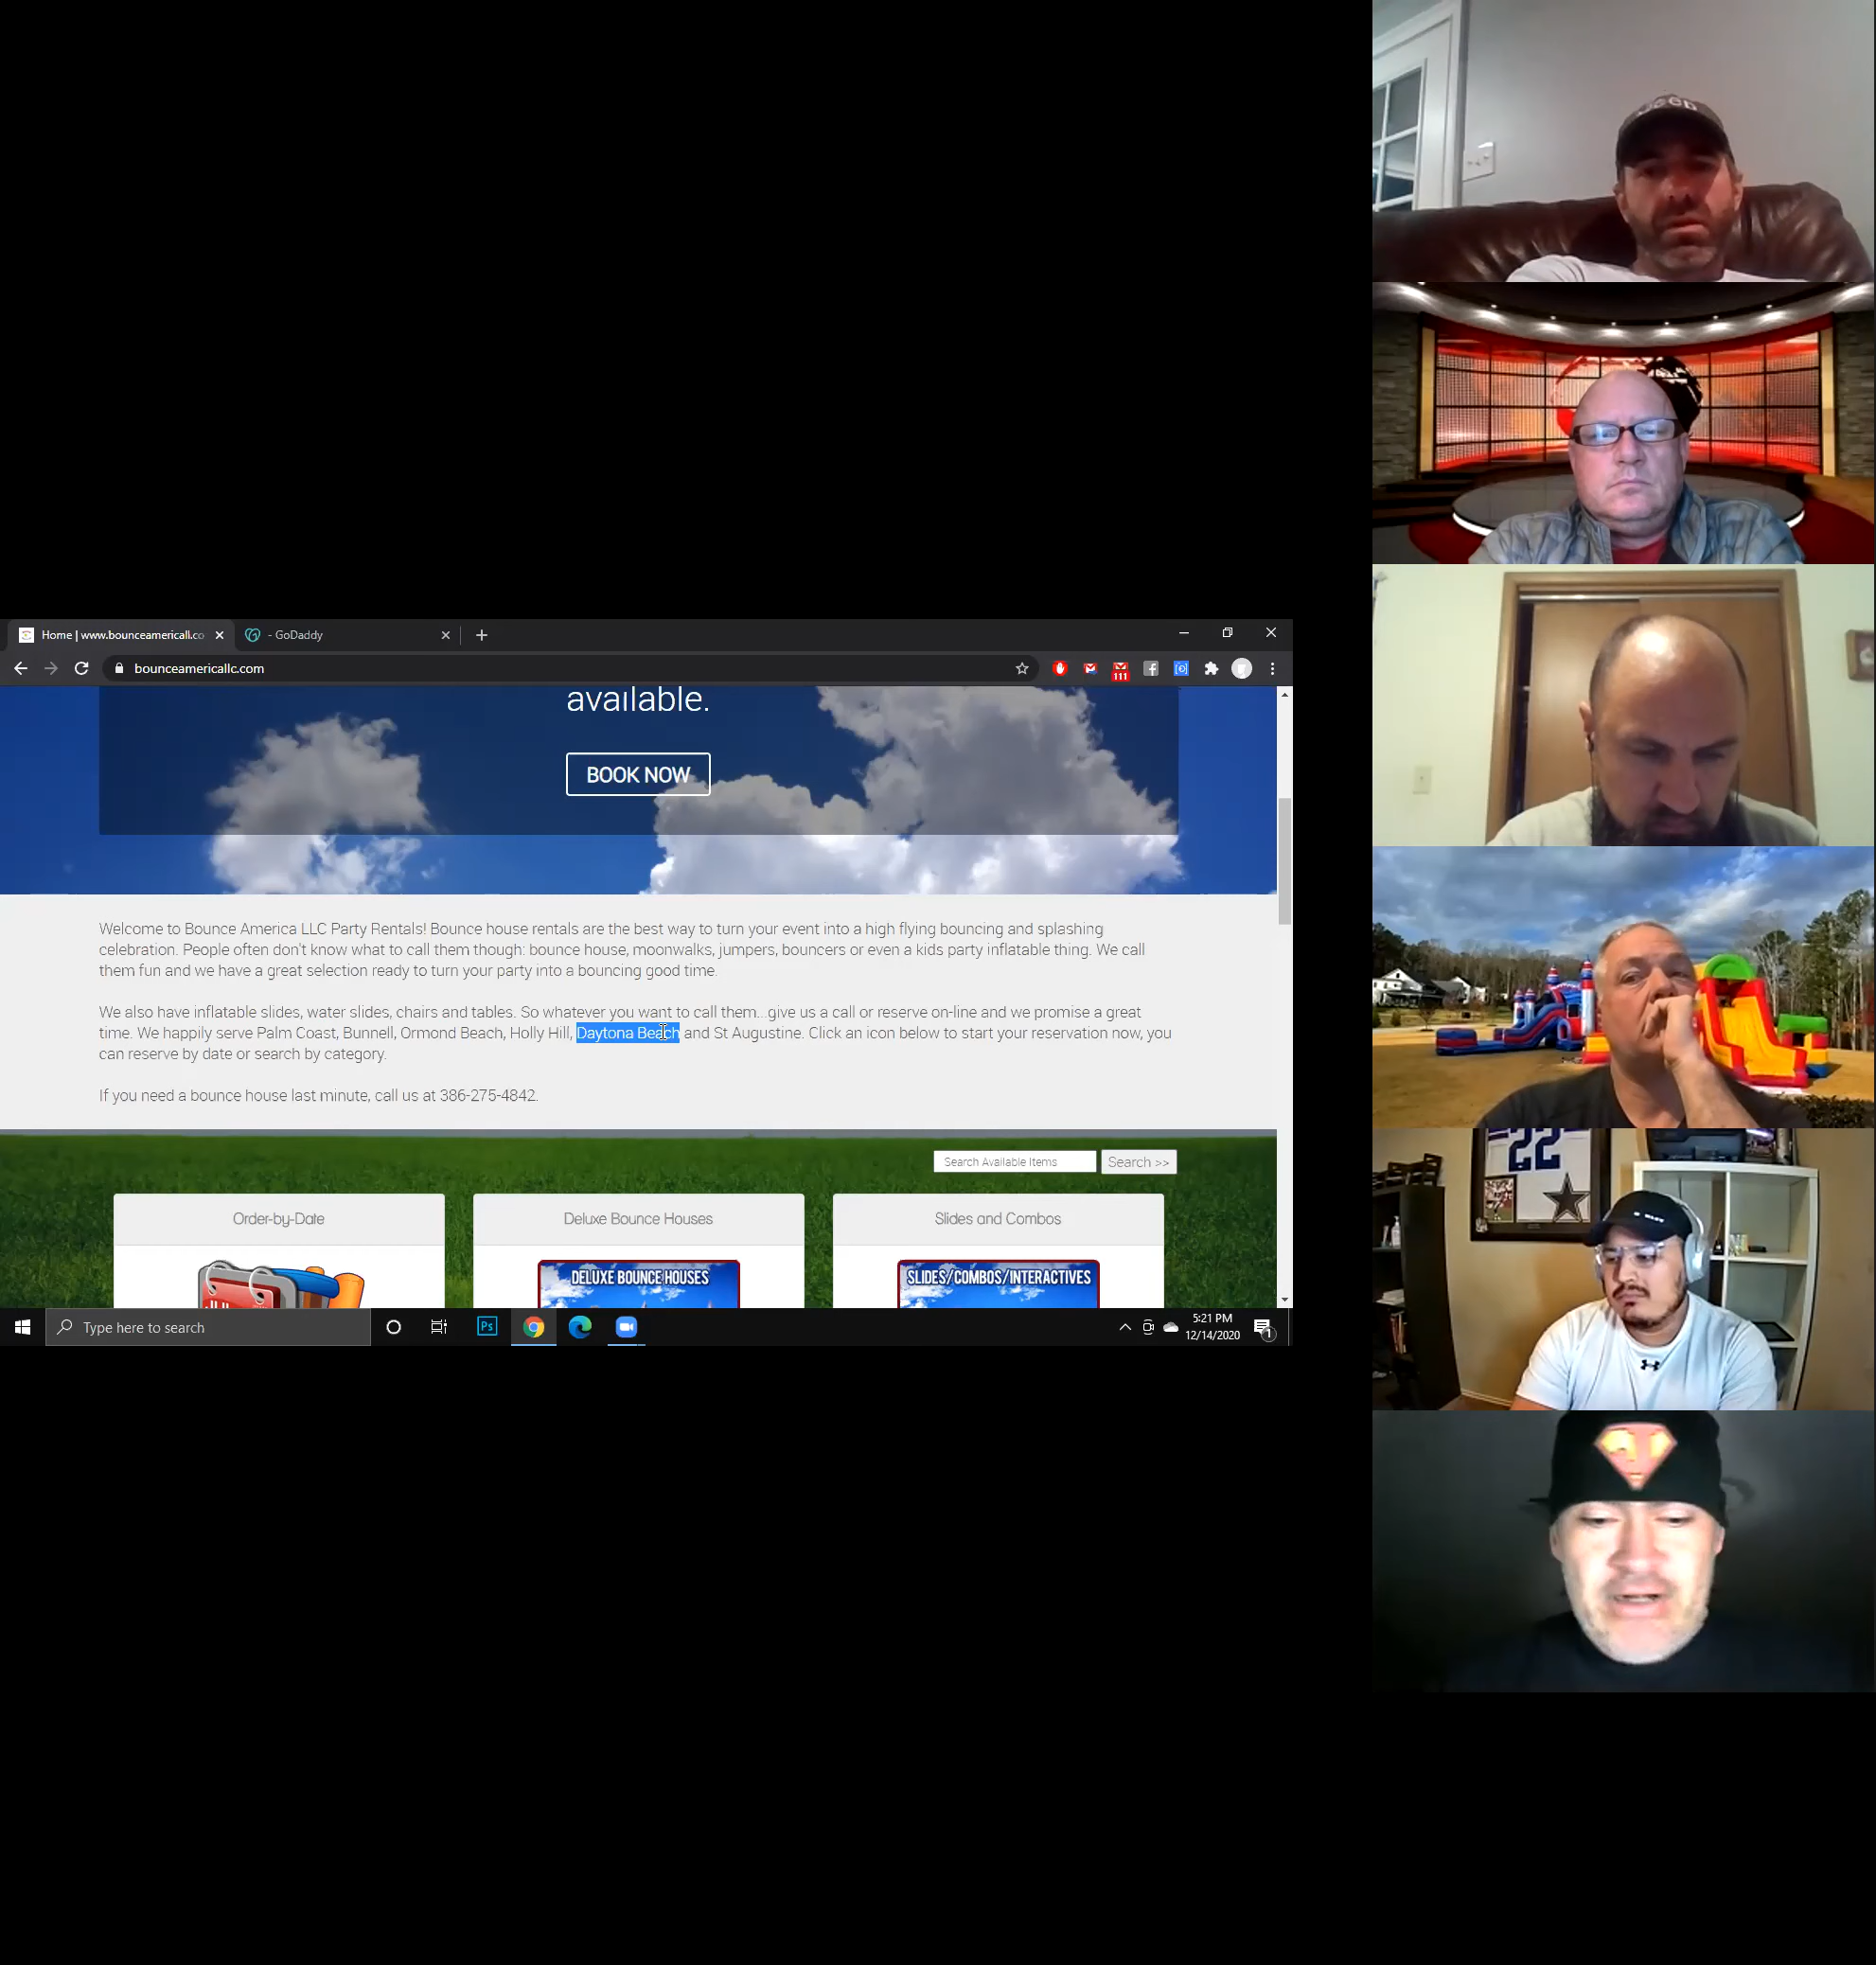 Home | www.bounceamericall.co
- GoDaddy
bounceamericallc.com
111
available.
BOOK NOW
Welcome to Bounce America LLC Party Rentals! Bounce house rentals are the best way to turn your event into a high flying bouncing and splashing
celebration. People often don't know what to call them though: bounce house, moonwalks, jumpers, bouncers or even a kids party inflatable thing. We call
them fun and we have a great selection ready to turn your party into a bouncing good time.
We also have inflatable slides, water slides, chairs and tables. So whatever you want to call them...give us a call or reserve on-line and we promise a great
time. We happily serve Palm Coast, Bunnell, Ormond Beach, Holly Hill, Daytona Beach and St Augustine. Click an icon below to start your reservation now, you
can reserve by date or search by category.
If you need a bounce house last minute, call us at 386-275-4842.
Search Available Items
Search >>
Order-by-Date
Deluxe Bounce Houses
Slides and Combos
DELUXE BOUNCE HOUSES
SLIDES/COMBOS/INTERACTIVES
Type here to search
Ps
5:21 PM
12/14/2020
1
22